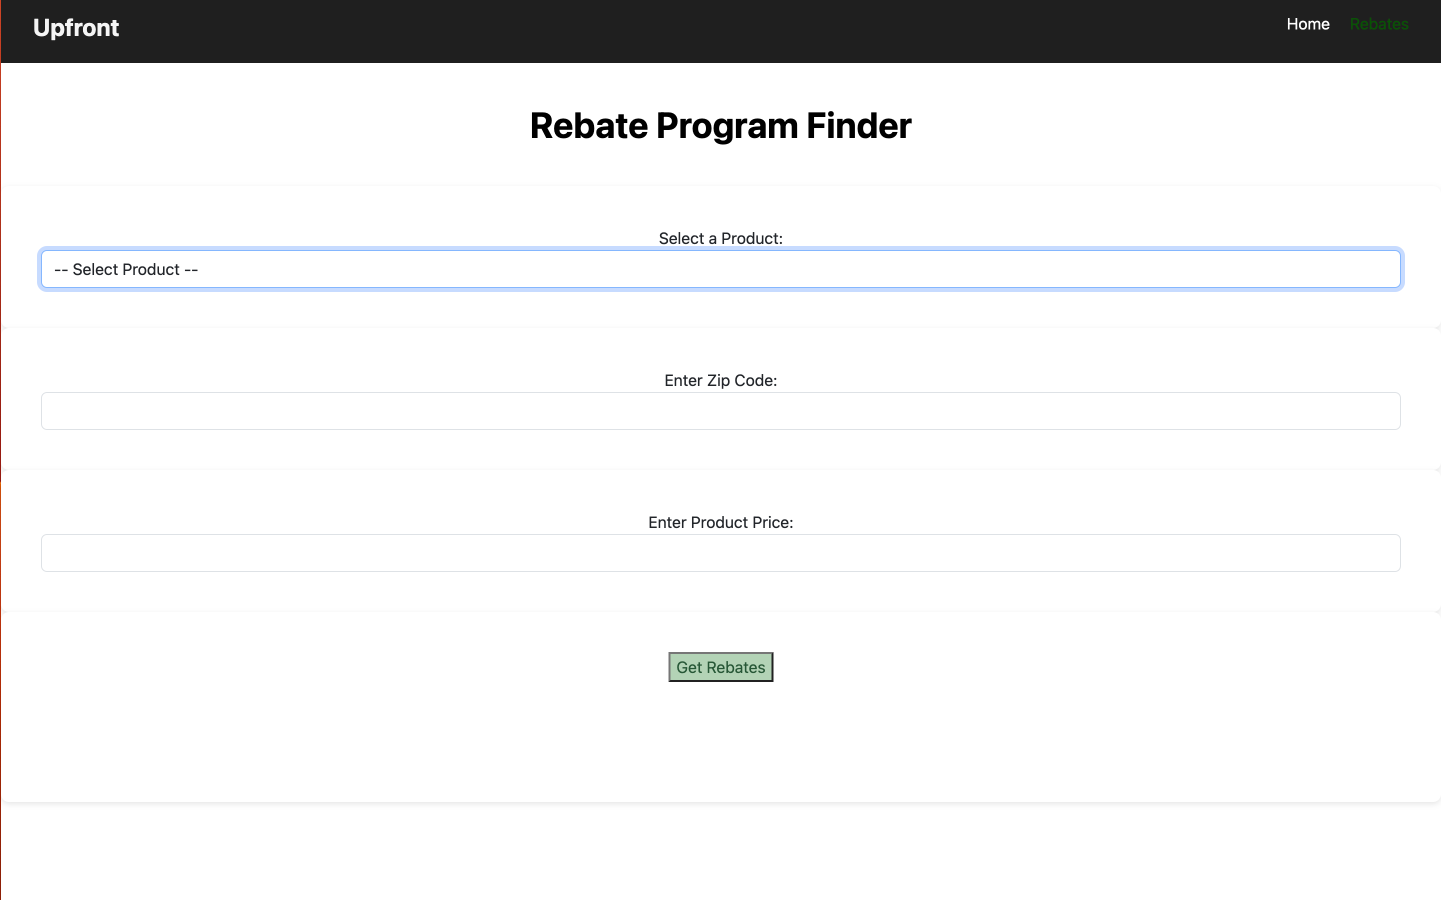 Upfront
Home Rebates
Rebate Program Finder
Select a Product:
-- Select Product --
Enter Zip Code:
Enter Product Price:
Get Rebates